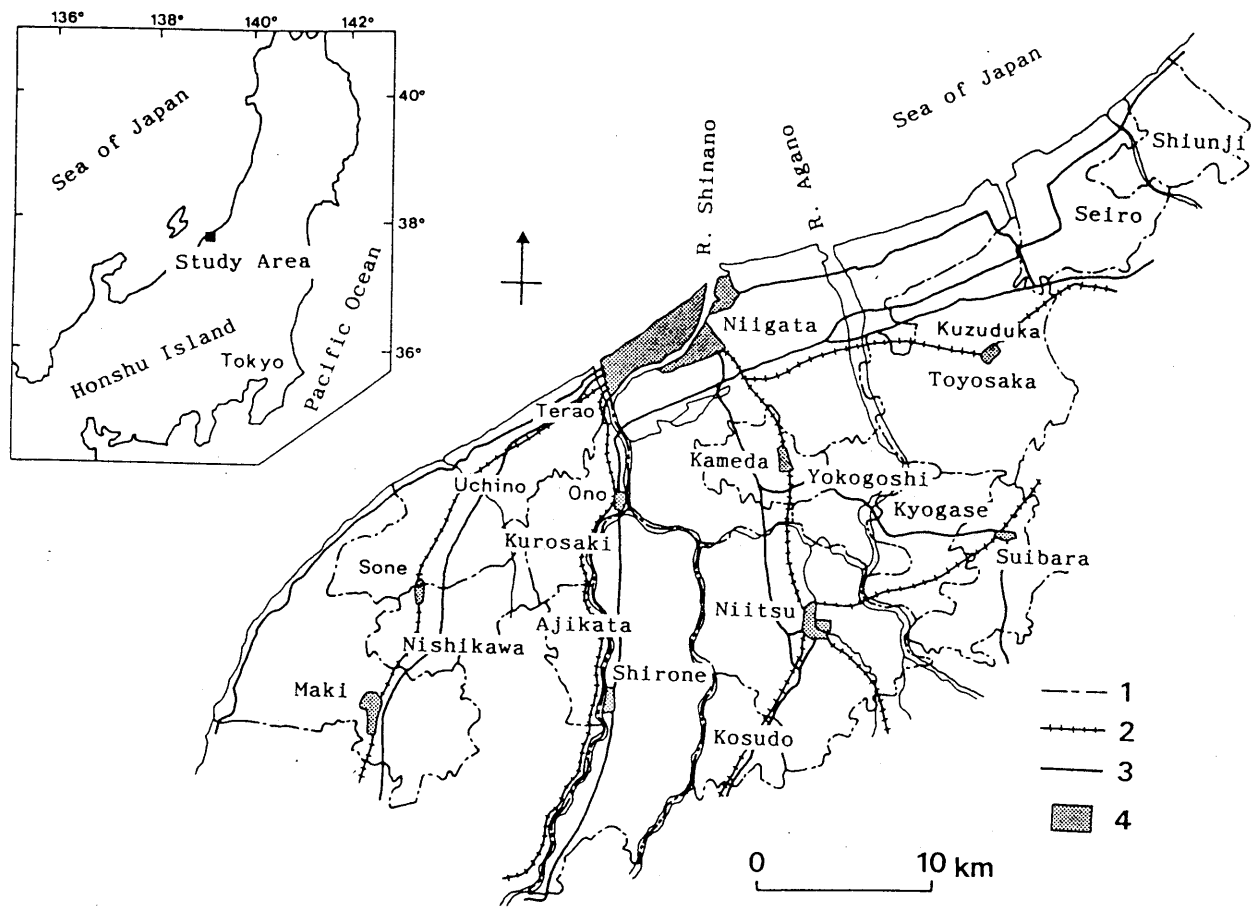 136°
138°
140°
142°
40°
38°
36°
Sea of Japan
Study Area
Honshu Island
Tokyo
Pacific Ocean
Sea of Japan
R. Shinano
R. Agano
Shiunji
Seiro
Niigata
Kuzuduka
Toyosaka
Terao
Kameda
Yokogoshi
Uchino
Ono
Kyogase
Kurosaki
Suibara
Sone
Niitsu
Ajikata
Nishikawa
Shirone
Maki
Kosudo
1
2
3
4
0
10 km